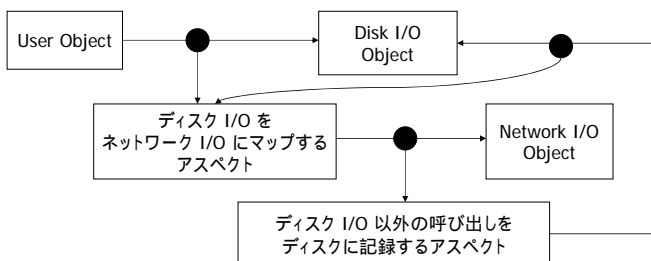 User Object
Disk I/O
Object
ディスク I/O を
ネットワーク I/O にマップする
アスペクト
Network I/O
Object
ディスク I/O 以外の呼び出しを
ディスクに記録するアスペクト